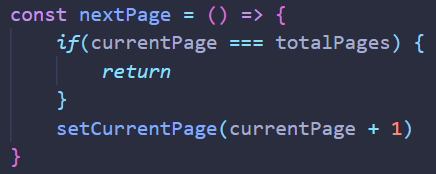 const nextPage = () => {
    if(currentPage === totalPages) {
        return
    }
    setCurrentPage(currentPage + 1)
}